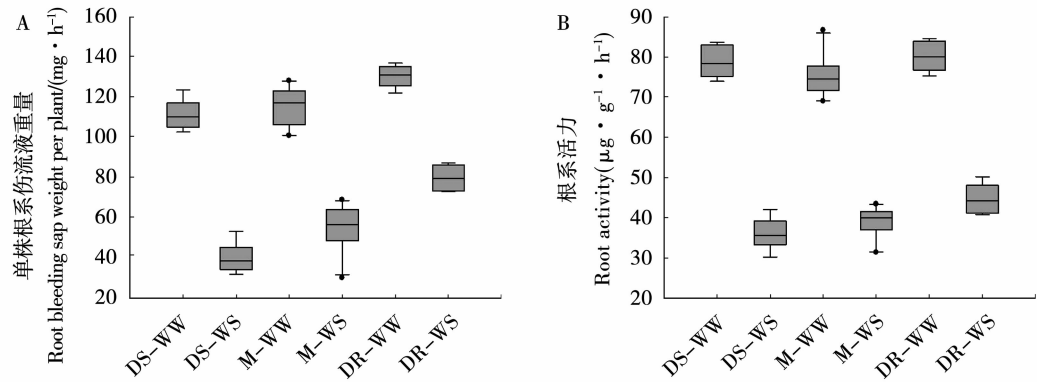 A
单株根系伤流液重量
Root bleeding sap weight per plant/(mg·h⁻¹)
160
140
120
100
80
60
40
20
DS-WW
DS-WS
M-WW
M-WS
DR-WW
DR-WS
B
根系活力
Root activity(μg·g⁻¹·h⁻¹)
90
80
70
60
50
40
30
20
DS-WW
DS-WS
M-WW
M-WS
DR-WW
DR-WS